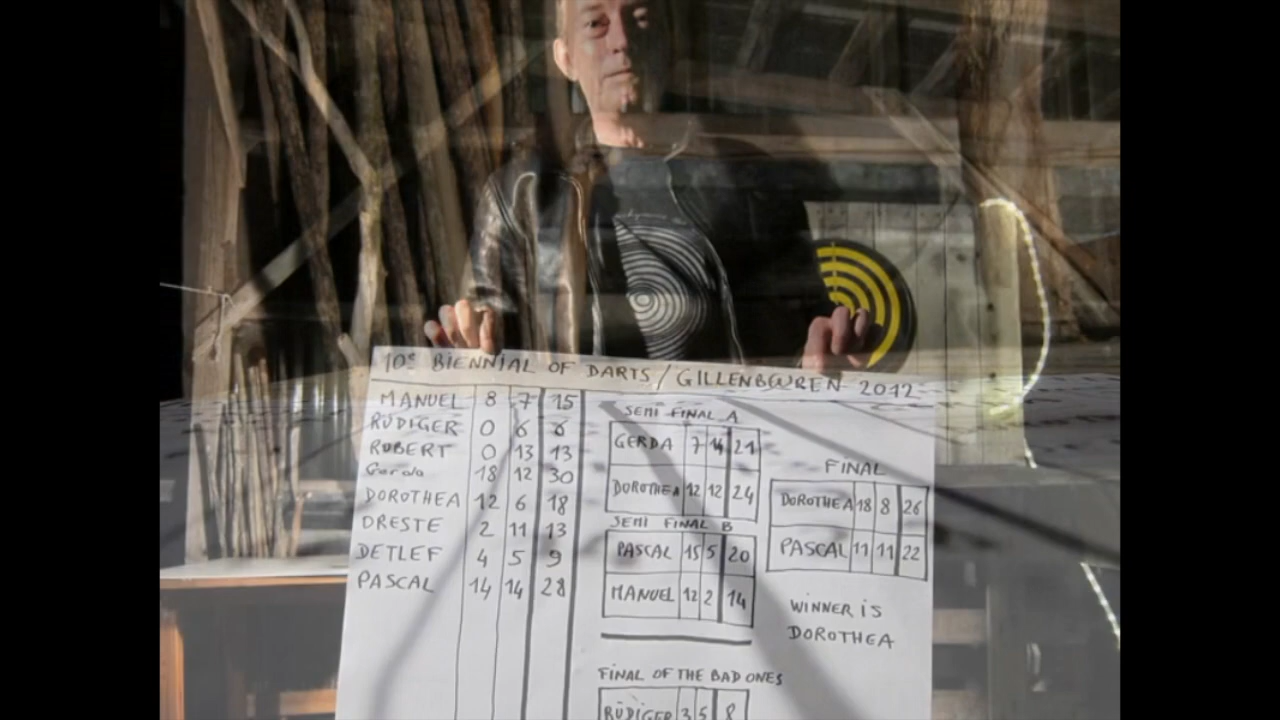 10e BIENNIAL OF DARTS / GILLENBEUREN 2012
MANUEL 8 7 15
RÜDIGER 0 6 6
ROBERT 0 13 13
Gerda 18 12 30
DOROTHEA 12 6 18
ORESTE 2 11 13
DETLEF 4 5 9
PASCAL 14 14 28
SEMI FINAL A
GERDA 7 14 21
DOROTHEA 12 12 24
SEMI FINAL B
PASCAL 15 5 20
MANUEL 12 2 14
FINAL OF THE BAD ONES
RÜDIGER 3 5 8
FINAL
DOROTHEA 18 8 26
PASCAL 11 11 22
WINNER IS
DOROTHEA